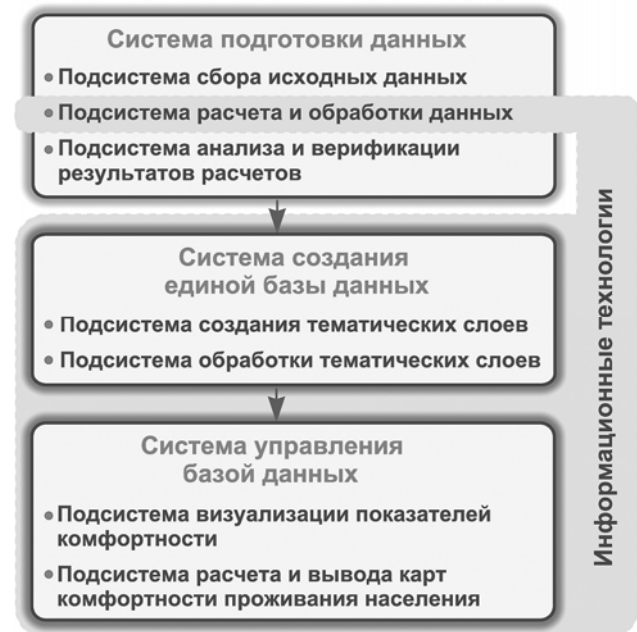 Система подготовки данных
• Подсистема сбора исходных данных
• Подсистема расчета и обработки данных
• Подсистема анализа и верификации
результатов расчетов
Система создания
единой базы данных
• Подсистема создания тематических слоев
• Подсистема обработки тематических слоев
Система управления
базой данных
• Подсистема визуализации показателей
комфортности
• Подсистема расчета и вывода карт
комфортности проживания населения
Информационные технологии